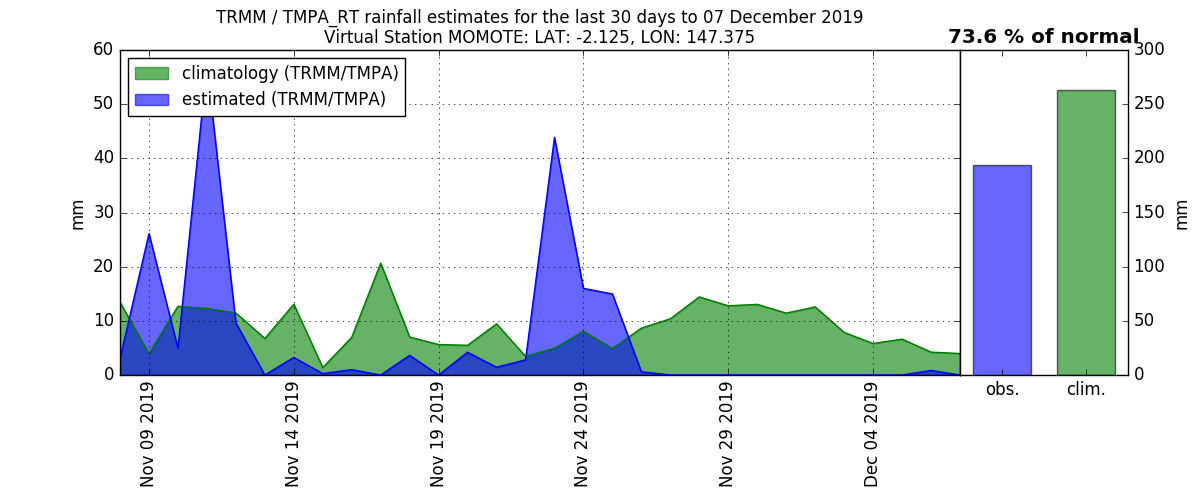 TRMM / TMPA_RT rainfall estimates for the last 30 days to 07 December 2019
Virtual Station MOMOTE: LAT: -2.125, LON: 147.375
73.6 % of normal
climatology (TRMM/TMPA)
estimated (TRMM/TMPA)
60
50
40
30
20
10
0
mm
Nov 09 2019
Nov 14 2019
Nov 19 2019
Nov 24 2019
Nov 29 2019
Dec 04 2019
300
250
200
150
100
50
0
mm
obs.
clim.